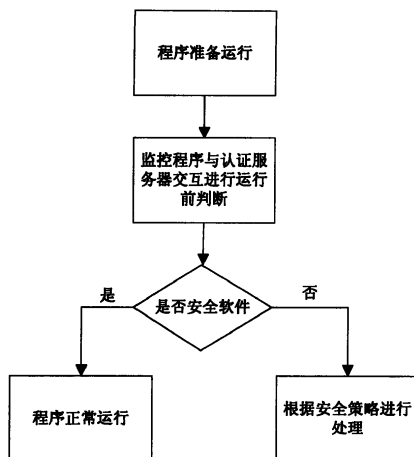 程序准备运行
监控程序与认证服
务器交互进行运行
前判断
是否安全软件
是
否
程序正常运行
根据安全策略进行
处理